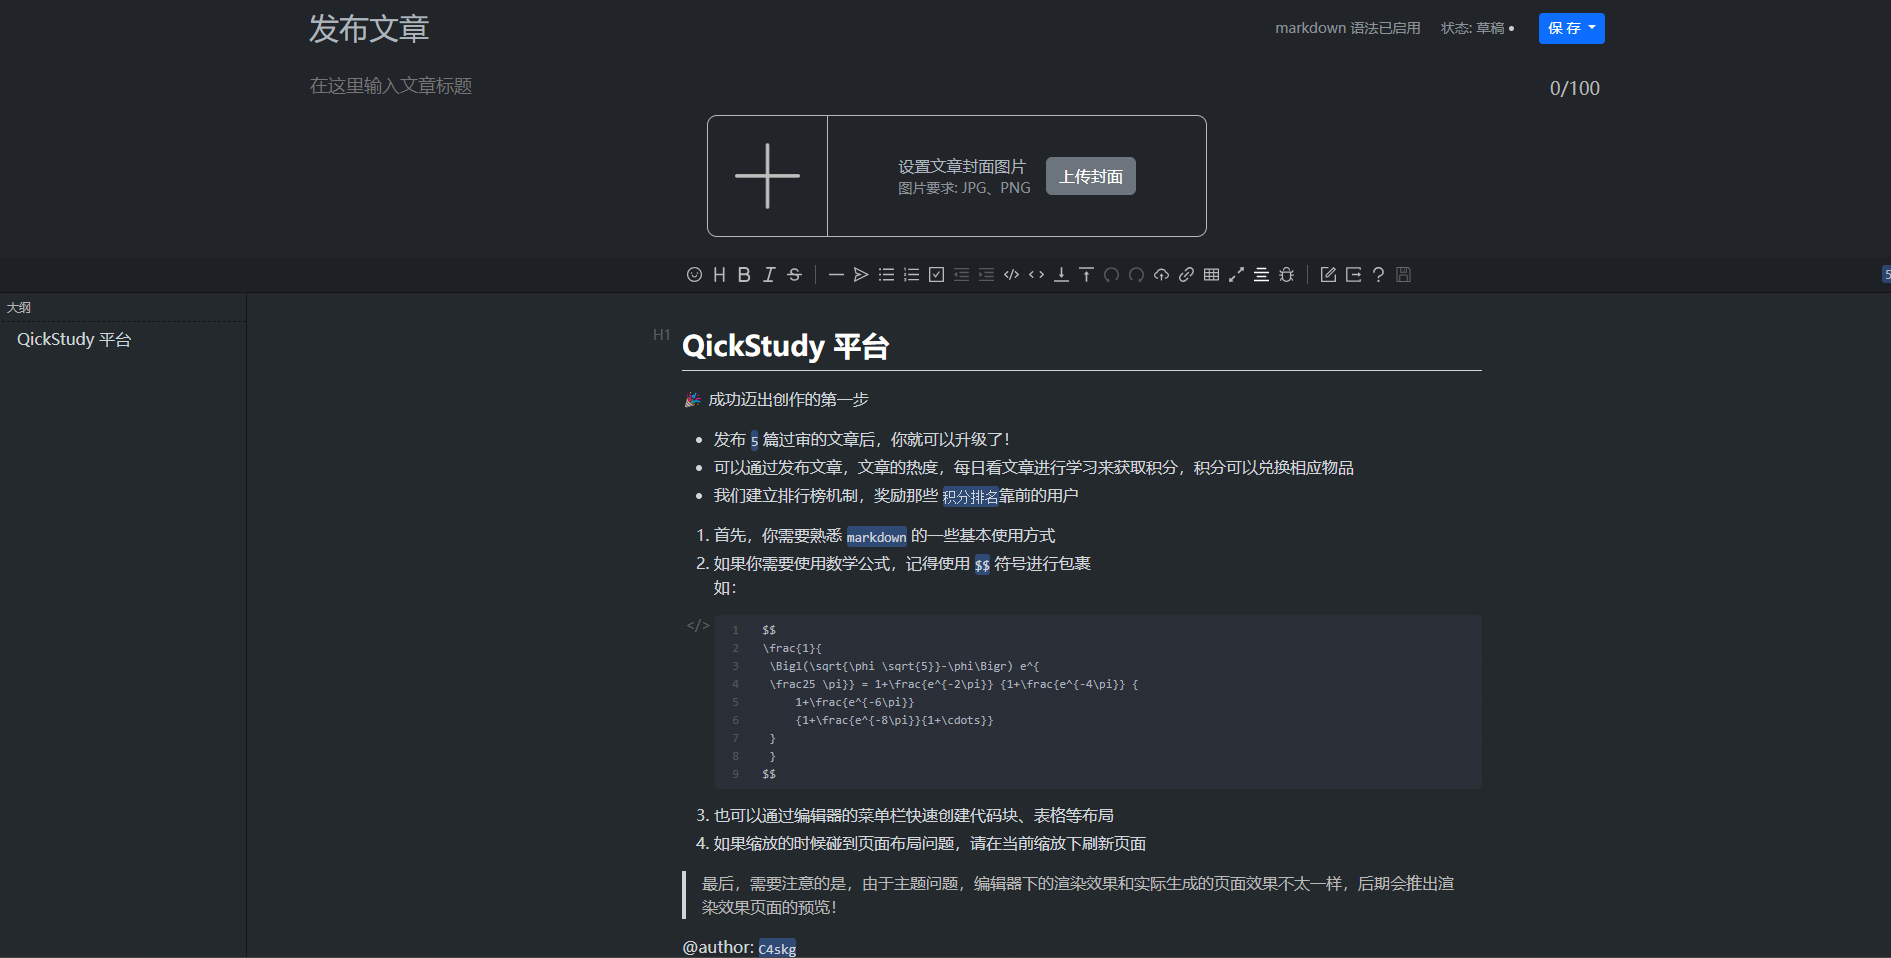 发布文章
markdown 语法已启用 状态: 草稿 • 保 存
在这里输入文章标题
0/100
设置文章封面图片
图片要求: JPG、PNG
上传封面
大纲
QickStudy 平台
H1
QickStudy 平台
🎉 成功迈出创作的第一步
• 发布 5 篇过审的文章后，你就可以升级了！
• 可以通过发布文章，文章的热度，每日看文章进行学习来获取积分，积分可以兑换相应物品
• 我们建立排行榜机制，奖励那些 积分排名靠前的用户
1. 首先，你需要熟悉 markdown 的一些基本使用方式
2. 如果你需要使用数学公式，记得使用 $$ 符号进行包裹
如：
</>
1 $$
2 \frac{1}{
3 \Bigl(\sqrt{\phi \sqrt{5}}-\phi\Bigr) e^{
4 \frac25 \pi}} = 1+\frac{e^{-2\pi}} {1+\frac{e^{-4\pi}} {
5 1+\frac{e^{-6\pi}}
6 {1+\frac{e^{-8\pi}}{1+\cdots}}
7 }
8 }
9 $$
3. 也可以通过编辑器的菜单栏快速创建代码块、表格等布局
4. 如果缩放的时候碰到页面布局问题，请在当前缩放下刷新页面
最后，需要注意的是，由于主题问题，编辑器下的渲染效果和实际生成的页面效果不太一样，后期会推出渲
染效果页面的预览！
@author: C4skg